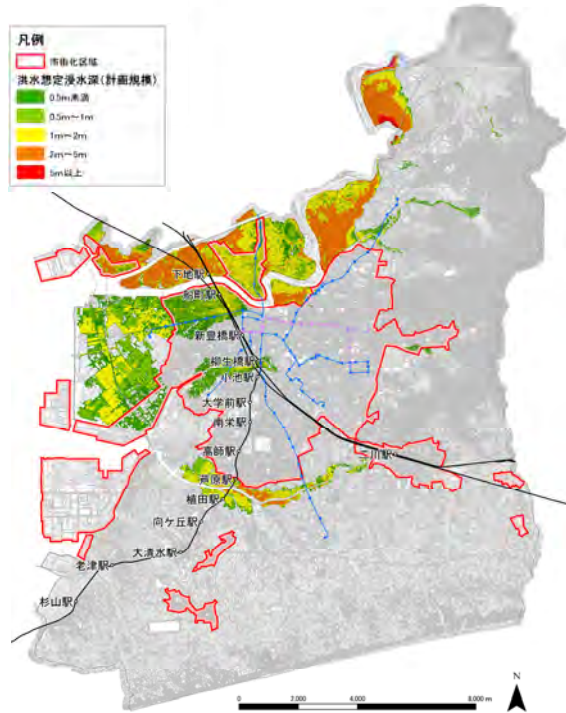 凡例
市街化区域
洪水想定浸水深(計画規模)
0.5m未満
0.5m～1m
1m～2m
2m～5m
5m以上
下地駅
船町駅
新豊橋駅
柳生橋駅
小池駅
大学前駅
南栄駅
高師駅
二川駅
芦原駅
植田駅
向ケ丘駅
大清水駅
老津駅
杉山駅
N
0 2,000 4,000 8,000 m